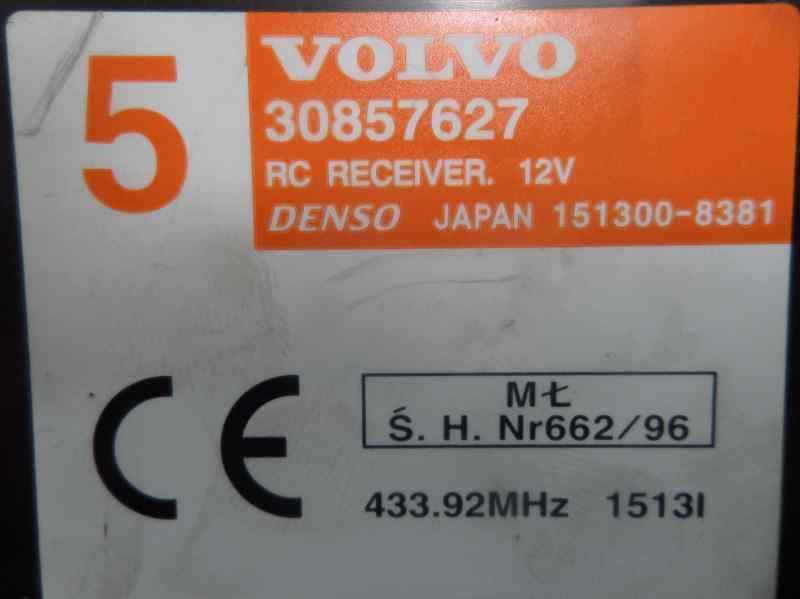 5
VOLVO
30857627
RC RECEIVER. 12V
DENSO JAPAN 151300-8381
CE
MŁ
Ś. H. Nr662/96
433.92MHz 1513I